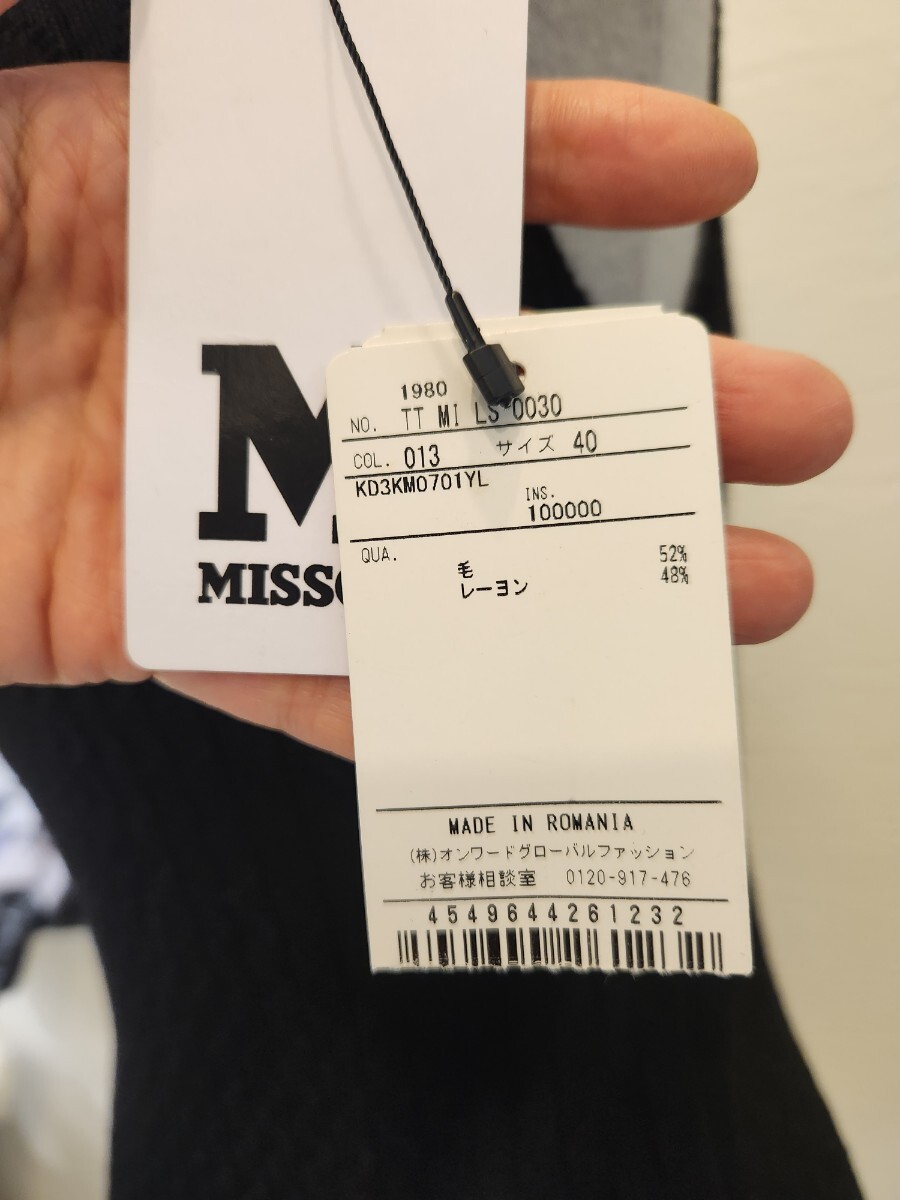 M
MISSO
1980
NO. TT MI LS 0030
COL. 013 サイズ 40
KD3KM0701YL
INS.
100000
QUA.
毛 52%
レーヨン 48%
MADE IN ROMANIA
(株)オンワードグローバルファッション
お客様相談室 0120-917-476
4549644261232